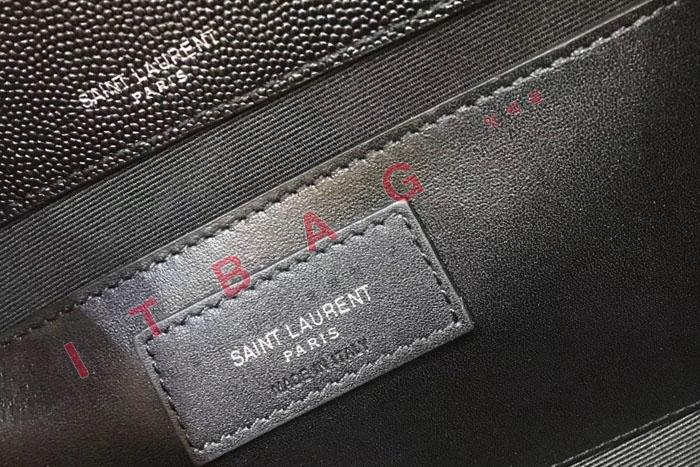 SAINT LAURENT
PARIS
ITBAG
SAINT LAURENT
PARIS
MADE IN ITALY